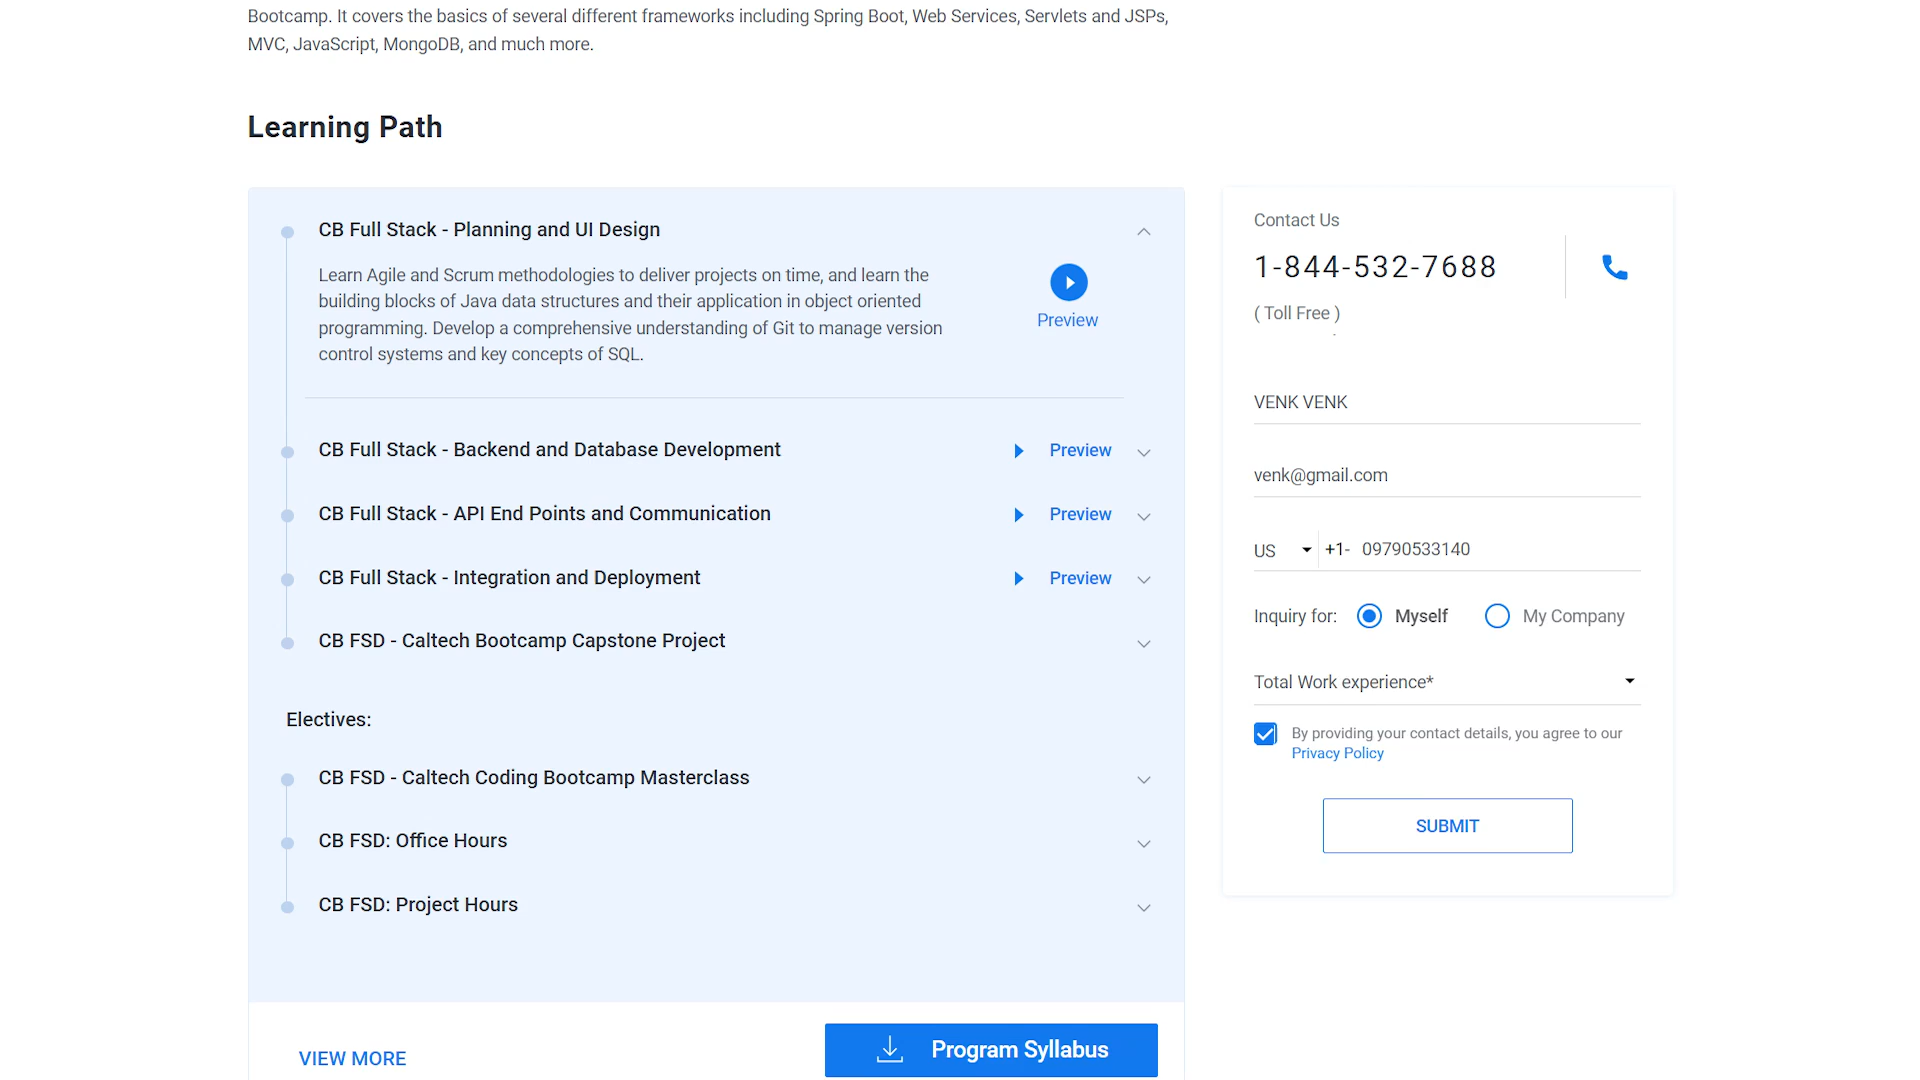 Bootcamp. It covers the basics of several different frameworks including Spring Boot, Web Services, Servlets and JSPs,
MVC, JavaScript, MongoDB, and much more.
Learning Path
CB Full Stack - Planning and UI Design
Learn Agile and Scrum methodologies to deliver projects on time, and learn the
building blocks of Java data structures and their application in object oriented
programming. Develop a comprehensive understanding of Git to manage version
control systems and key concepts of SQL.
Preview
CB Full Stack - Backend and Database Development
Preview
CB Full Stack - API End Points and Communication
Preview
CB Full Stack - Integration and Deployment
Preview
CB FSD - Caltech Bootcamp Capstone Project
Electives:
CB FSD - Caltech Coding Bootcamp Masterclass
CB FSD: Office Hours
CB FSD: Project Hours
VIEW MORE
Program Syllabus
Contact Us
1-844-532-7688
( Toll Free )
VENK VENK
venk@gmail.com
US +1- 09790533140
Inquiry for: Myself My Company
Total Work experience*
By providing your contact details, you agree to our
Privacy Policy
SUBMIT